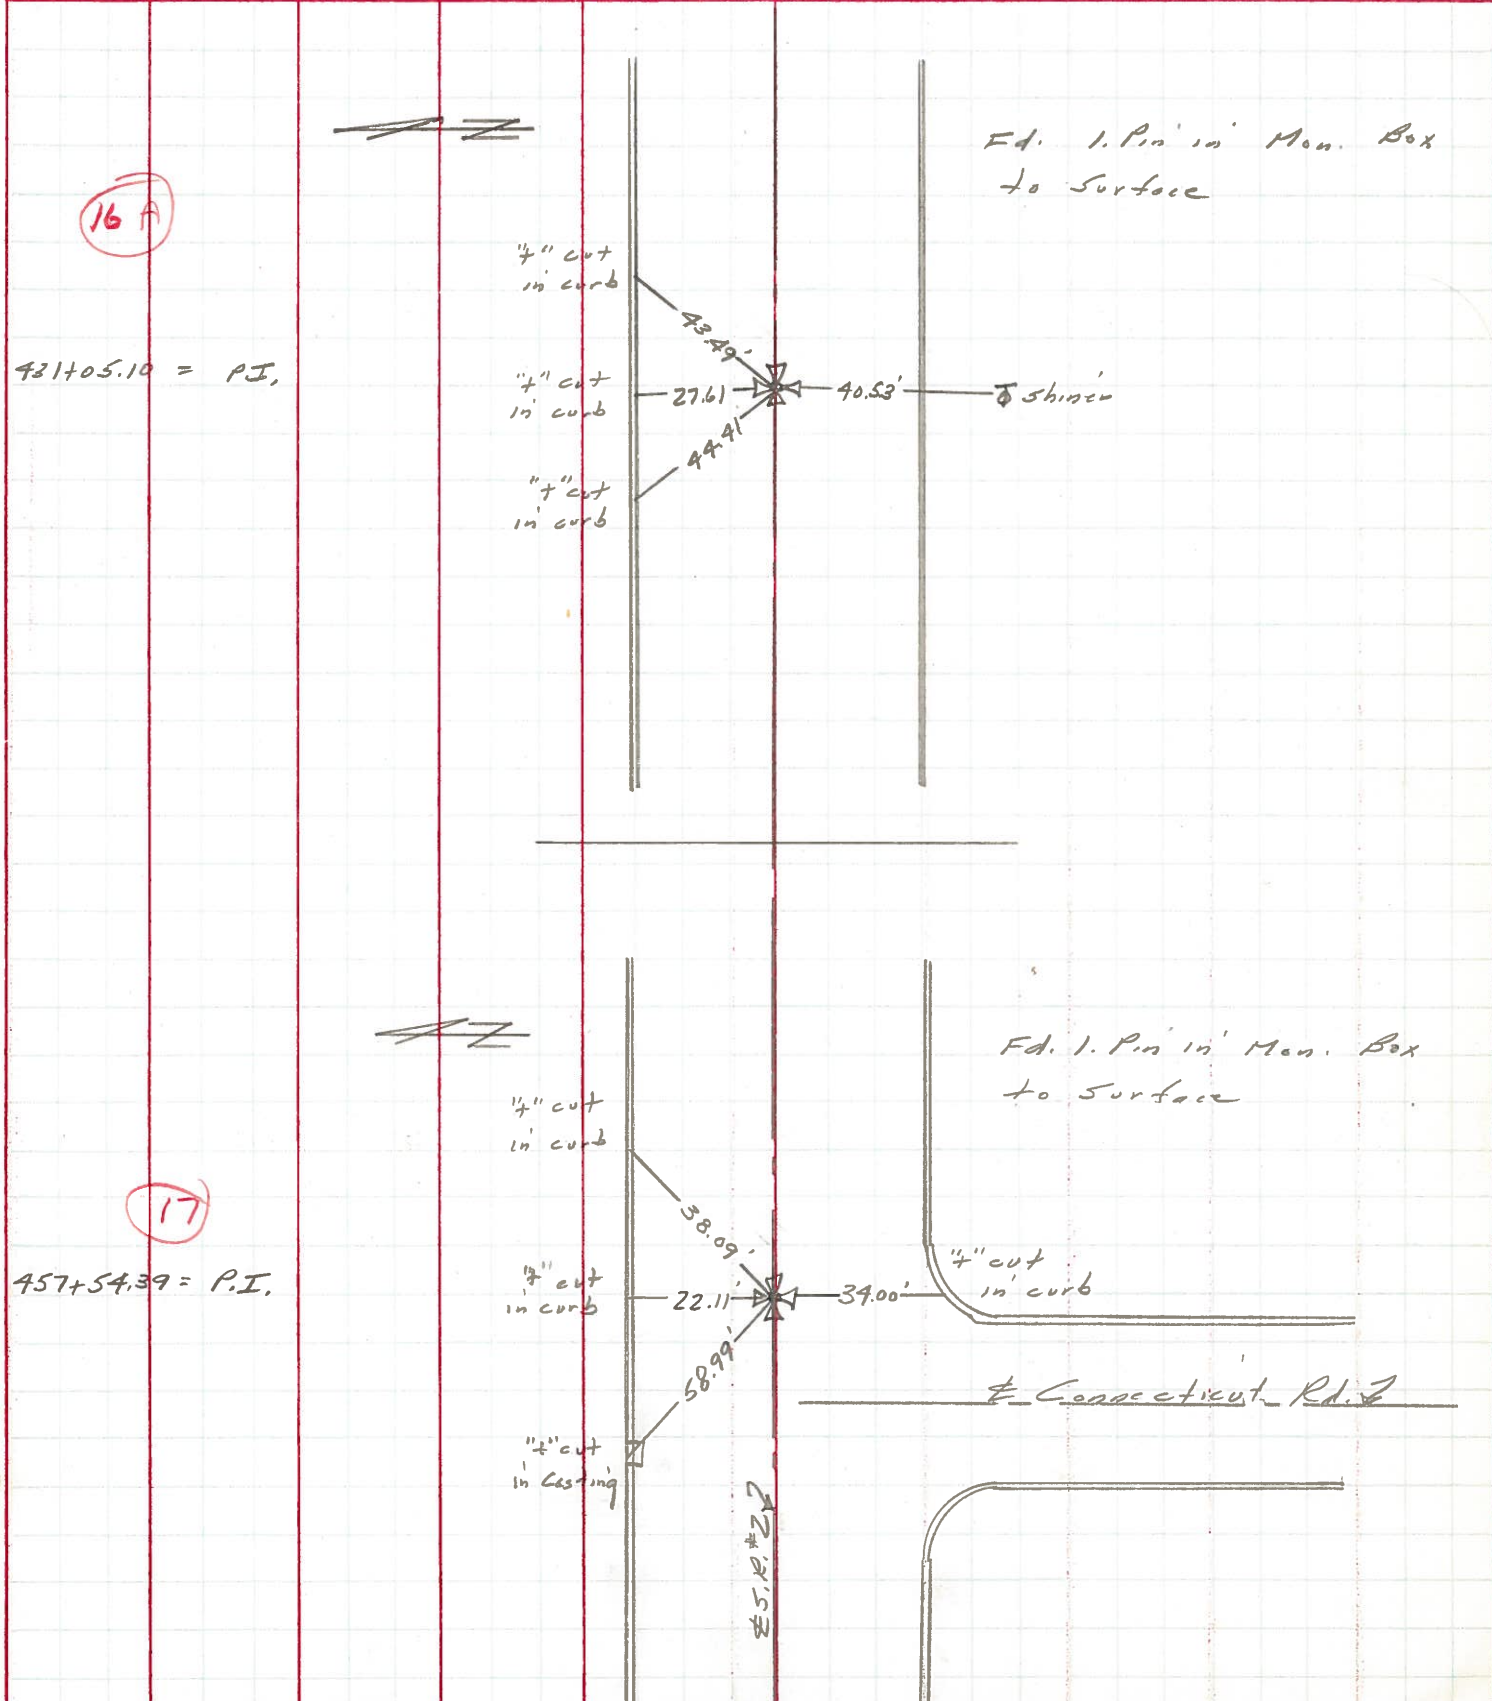 N
Fd. 1. Pin in Mon. Box
to Surface
16 A
"+" cut
in curb
43.49'
431+05.10 = P.I.
"+" cut
in curb
27.61
40.53'
shiner
44.41
"+" cut
in curb
N
Fd. 1. Pin in Mon. Box
to Surface
"+" cut
in curb
17
38.09'
"+" cut
in curb
457+54.39 = P.I.
"+" cut
in curb
22.11'
34.00'
58.99'
℄ Connecticut Rd.
"+" cut
in Casting
℄ S.R. #2